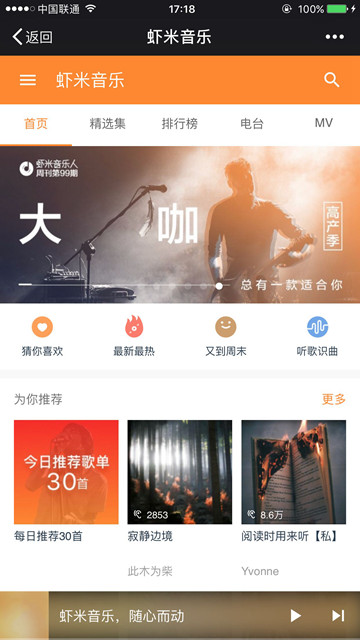 中国联通
17:18
100%
返回
虾米音乐
虾米音乐
首页
精选集
排行榜
电台
MV
虾米音乐人
周刊第99期
大咖
高产季
总有一款适合你
猜你喜欢
最新最热
又到周末
听歌识曲
为你推荐
更多
今日推荐歌单
30首
2853
8.6万
每日推荐30首
寂静边境
阅读时用来听【私】
此木为柴
Yvonne
虾米音乐，随心而动